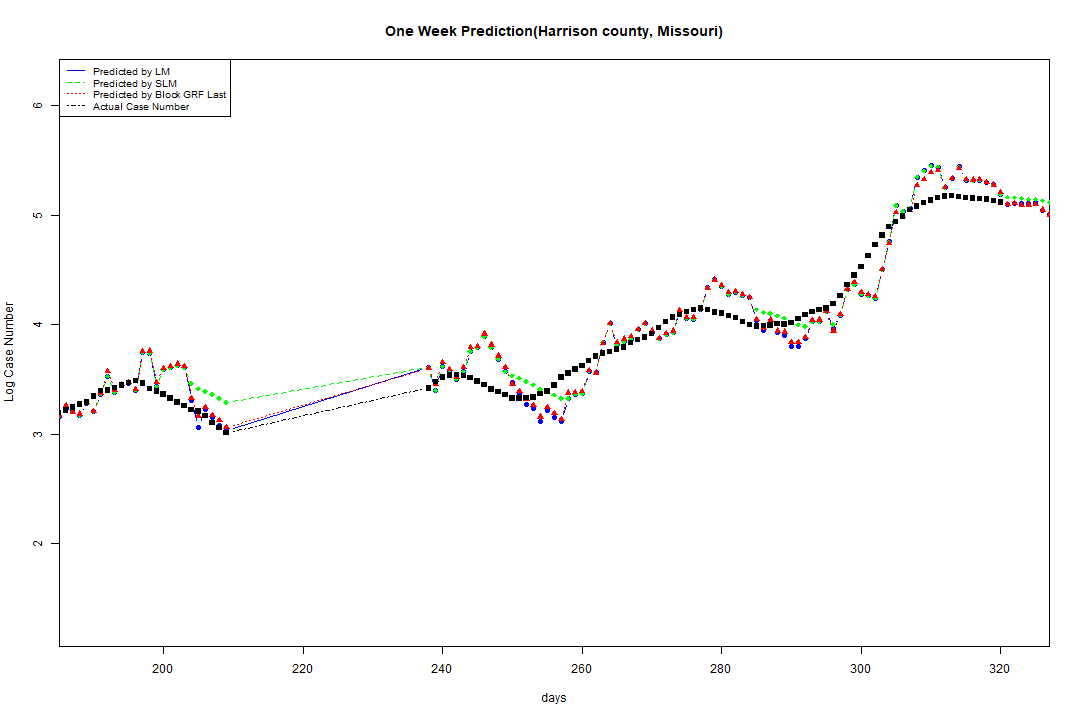 One Week Prediction(Harrison county, Missouri)
Predicted by LM
Predicted by SLM
Predicted by Block GRF Last
Actual Case Number
6
5
4
3
2
Log Case Number
200 220 240 260 280 300 320
days